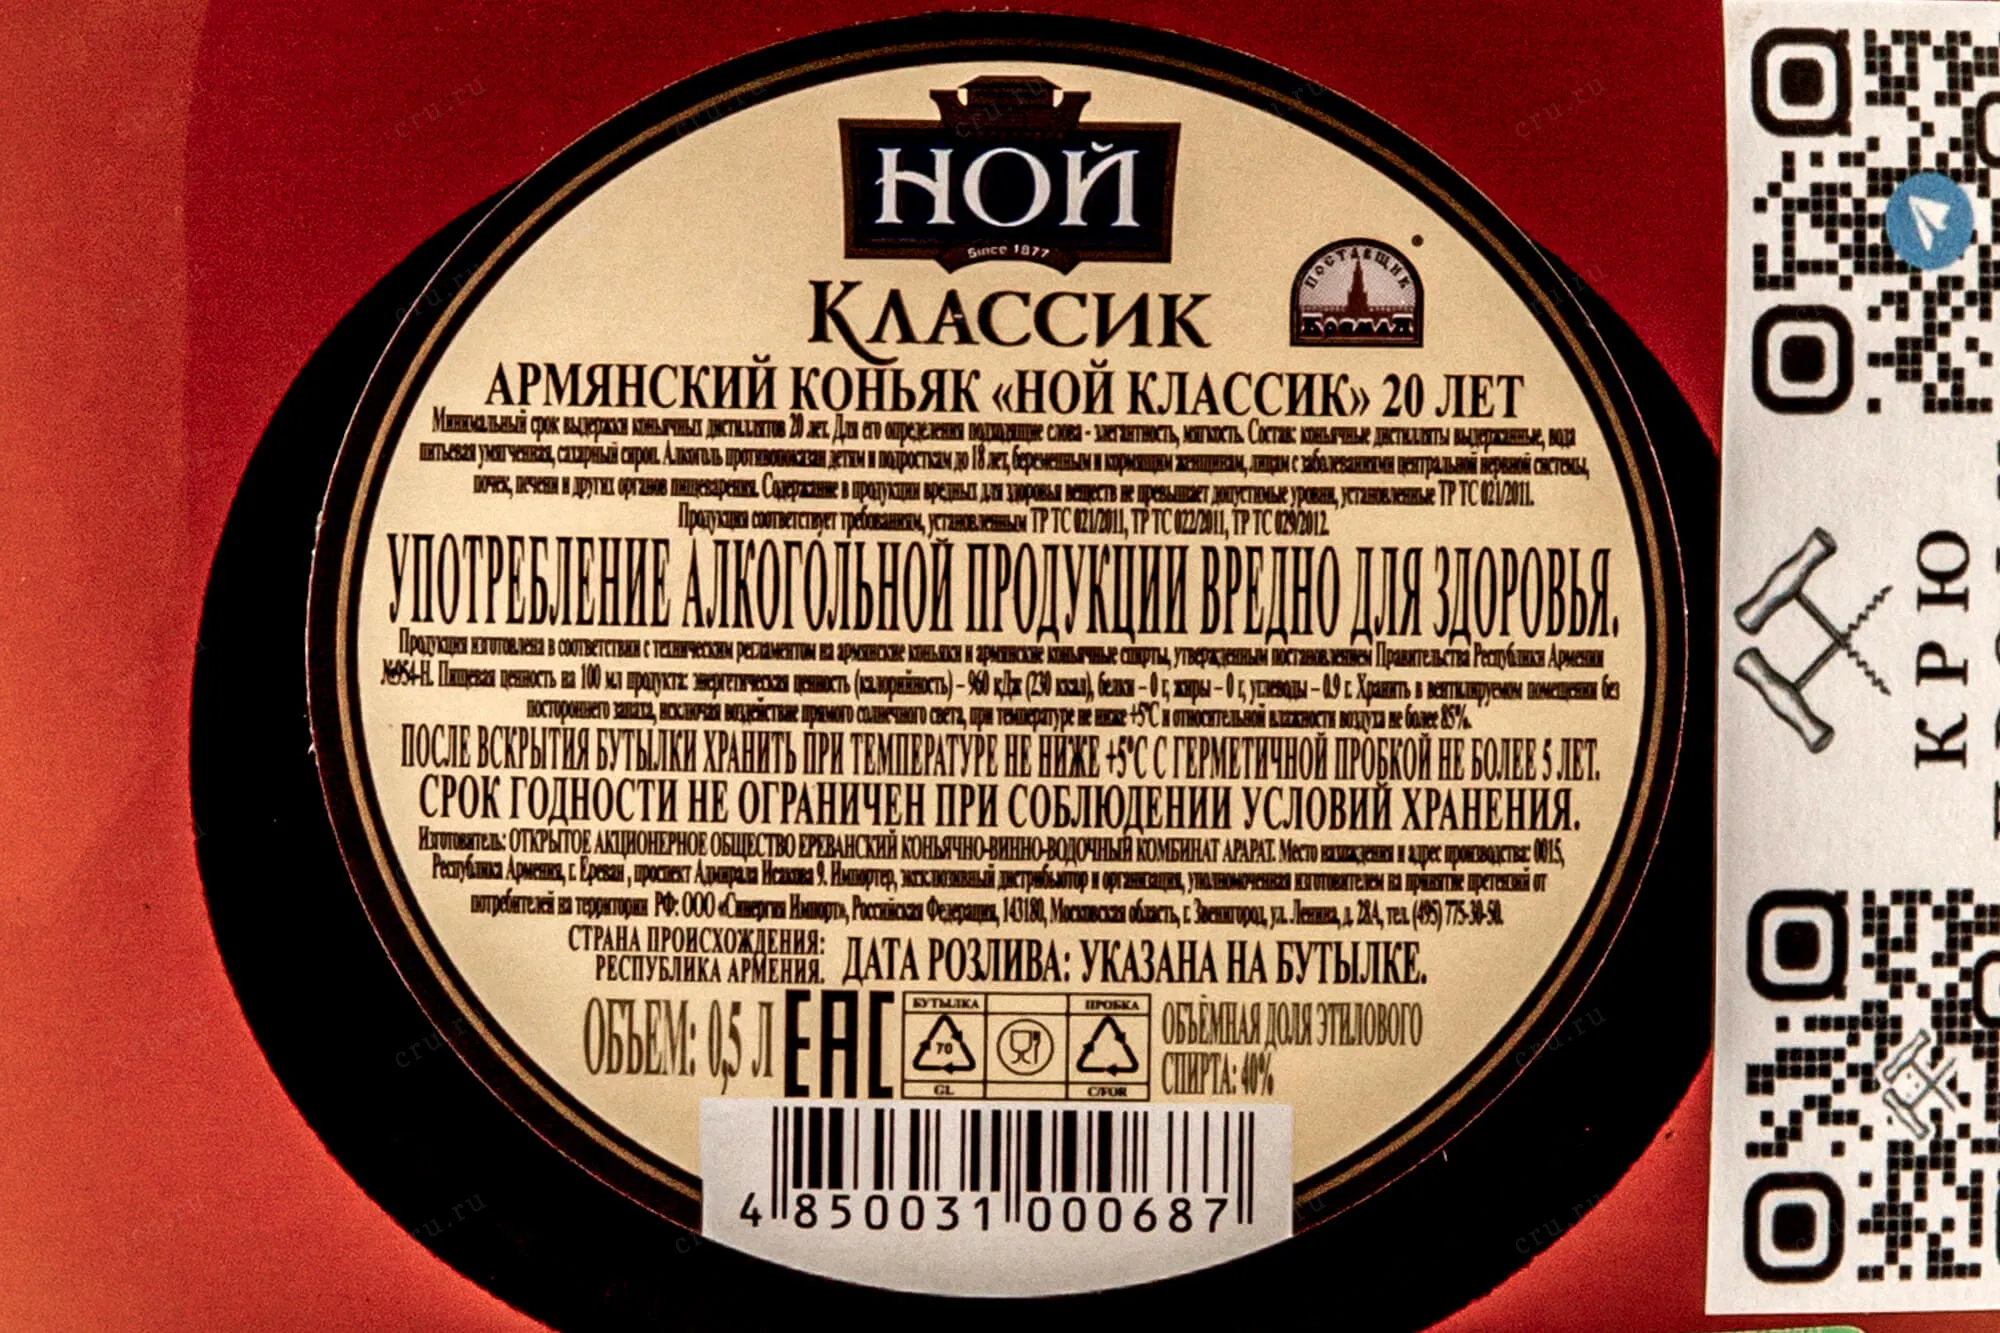 НОЙ
Since 1877
КЛАССИК
ПОСТАВЩИК
АРМЯНСКИЙ КОНЬЯК «НОЙ КЛАССИК» 20 ЛЕТ
Минимальный срок выдержки коньячных дистиллятов 20 лет. Для его определения подходящие слова - элегантность, мягкость. Состав: коньячные дистилляты выдержанные, вода
питьевая умягченная, сахарный сироп. Алкоголь противопоказан детям и подросткам до 18 лет, беременным и кормящим женщинам, лицам с заболеваниями центральной нервной системы,
почек, печени и других органов пищеварения. Содержание в продукции вредных для здоровья веществ не превышает допустимые уровни, установленные ТР ТС 021/2011.
Продукция соответствует требованиям, установленным ТР ТС 021/2011, ТР ТС 022/2011, ТР ТС 029/2012.
УПОТРЕБЛЕНИЕ АЛКОГОЛЬНОЙ ПРОДУКЦИИ ВРЕДНО ДЛЯ ЗДОРОВЬЯ.
Продукция изготовлена в соответствии с техническим регламентом на армянские коньяки и армянские коньячные спирты, утвержденным постановлением Правительства Республики Армении
№954-Н. Пищевая ценность на 100 мл продукта: энергетическая ценность (калорийность) – 960 кДж (230 ккал), белки – 0 г, жиры – 0 г, углеводы – 0.9 г. Хранить в вентилируемом помещении без
постороннего запаха, исключая воздействие прямого солнечного света, при температуре не ниже +5°С и относительной влажности воздуха не более 85%.
ПОСЛЕ ВСКРЫТИЯ БУТЫЛКИ ХРАНИТЬ ПРИ ТЕМПЕРАТУРЕ НЕ НИЖЕ +5°С С ГЕРМЕТИЧНОЙ ПРОБКОЙ НЕ БОЛЕЕ 5 ЛЕТ.
СРОК ГОДНОСТИ НЕ ОГРАНИЧЕН ПРИ СОБЛЮДЕНИИ УСЛОВИЙ ХРАНЕНИЯ.
Изготовитель: ОТКРЫТОЕ АКЦИОНЕРНОЕ ОБЩЕСТВО ЕРЕВАНСКИЙ КОНЬЯЧНО-ВИННО-ВОДОЧНЫЙ КОМБИНАТ АРАРАТ. Место нахождения и адрес производства: 0015,
Республика Армения, г. Ереван , проспект Адмирала Исакова 9. Импортер, эксклюзивный дистрибьютор и организация, уполномоченная изготовителем на принятие претензий от
потребителей на территории РФ: ООО «Синергия Импорт», Российская Федерация, 143180, Московская область, г. Звенигород, ул. Ленина, д. 28А, тел. (495) 775-30-50.
СТРАНА ПРОИСХОЖДЕНИЯ:
РЕСПУБЛИКА АРМЕНИЯ.
ДАТА РОЗЛИВА: УКАЗАНА НА БУТЫЛКЕ.
ОБЪЕМ: 0,5 Л
EAC
БУТЫЛКА
ПРОБКА
70
GL
C/FOR
ОБЪЁМНАЯ ДОЛЯ ЭТИЛОВОГО
СПИРТА: 40%
4 850031 000687
КРЮ
cru.ru